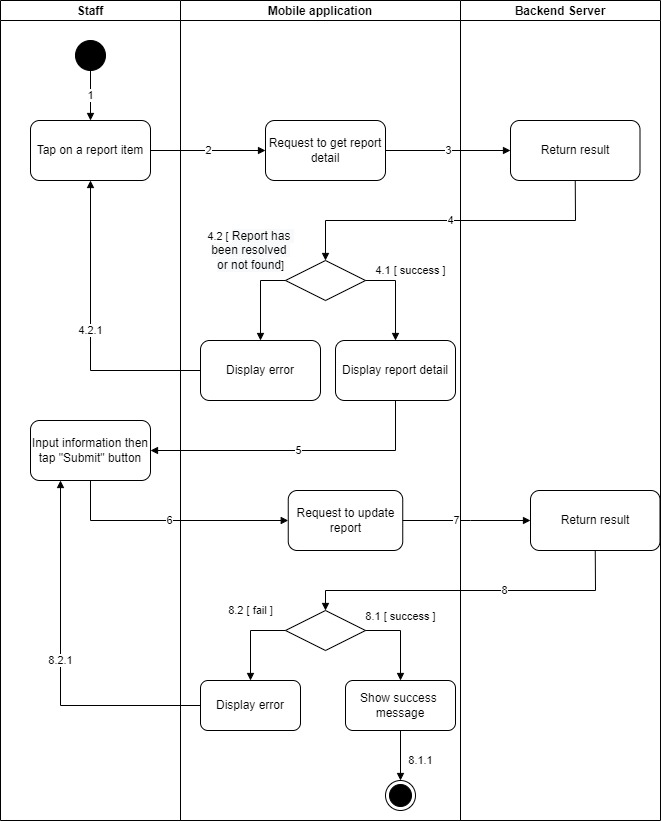 Staff
Mobile application
Backend Server
1
Tap on a report item
2
Request to get report
detail
3
Return result
4
4.2 [ Report has
been resolved
or not found]
4.1 [ success ]
4.2.1
Display error
Display report detail
Input information then
tap "Submit" button
5
6
Request to update
report
7
Return result
8
8.2 [ fail ]
8.1 [ success ]
8.2.1
Display error
Show success
message
8.1.1